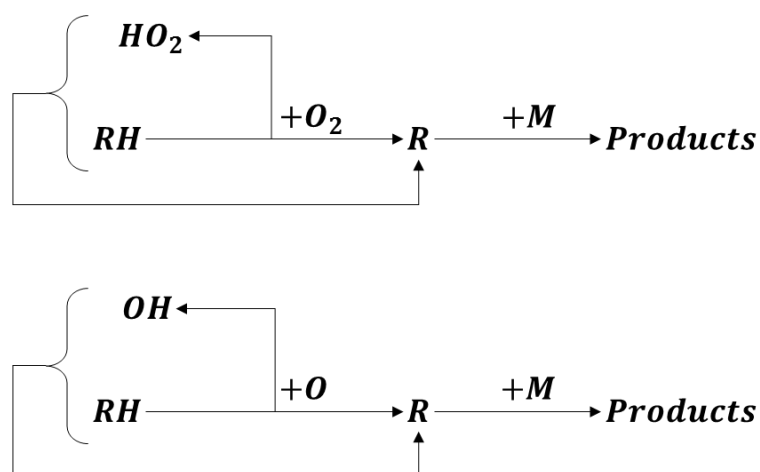 HO₂
+O₂ +M
RH R Products
OH
+O +M
RH R Products